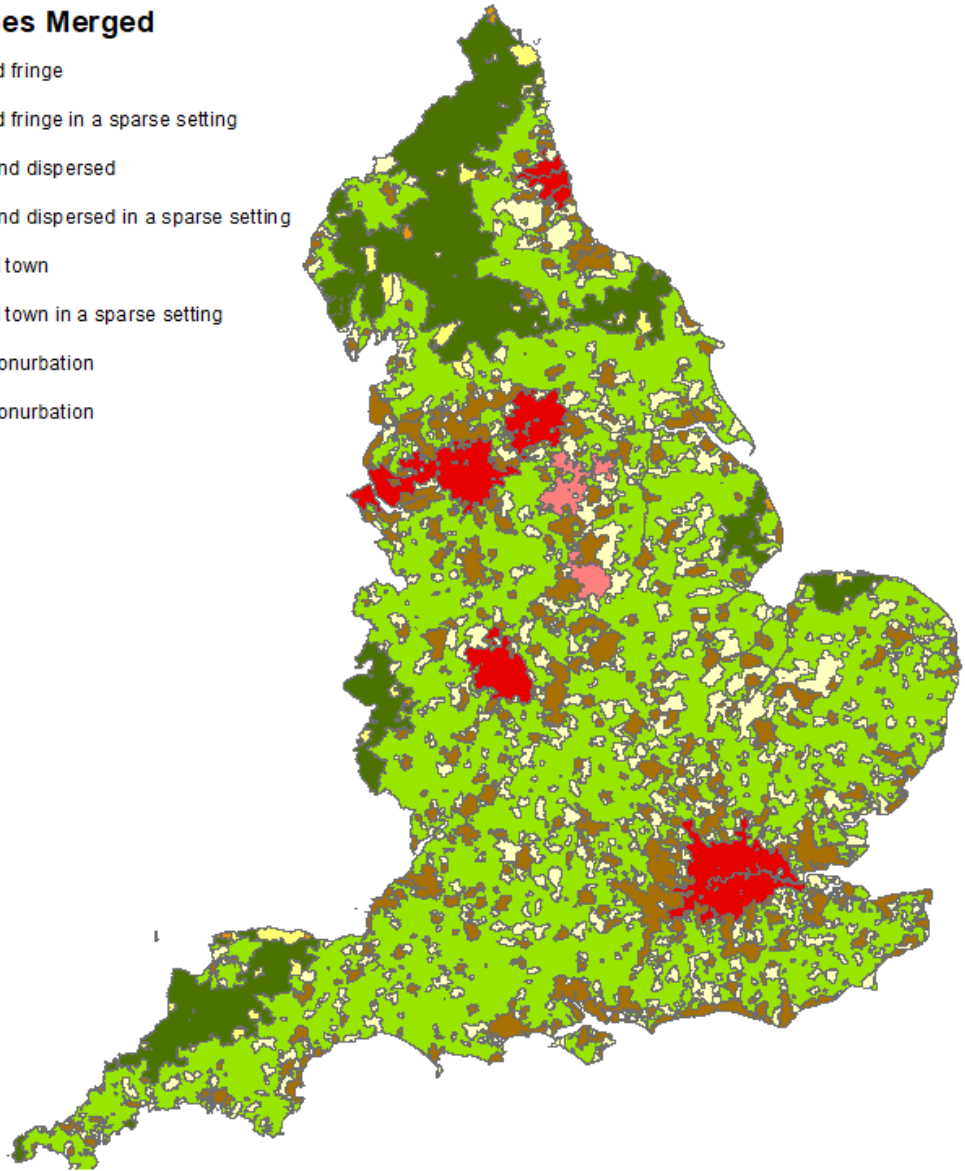 es Merged
d fringe
d fringe in a sparse setting
nd dispersed
nd dispersed in a sparse setting
l town
l town in a sparse setting
onurbation
onurbation